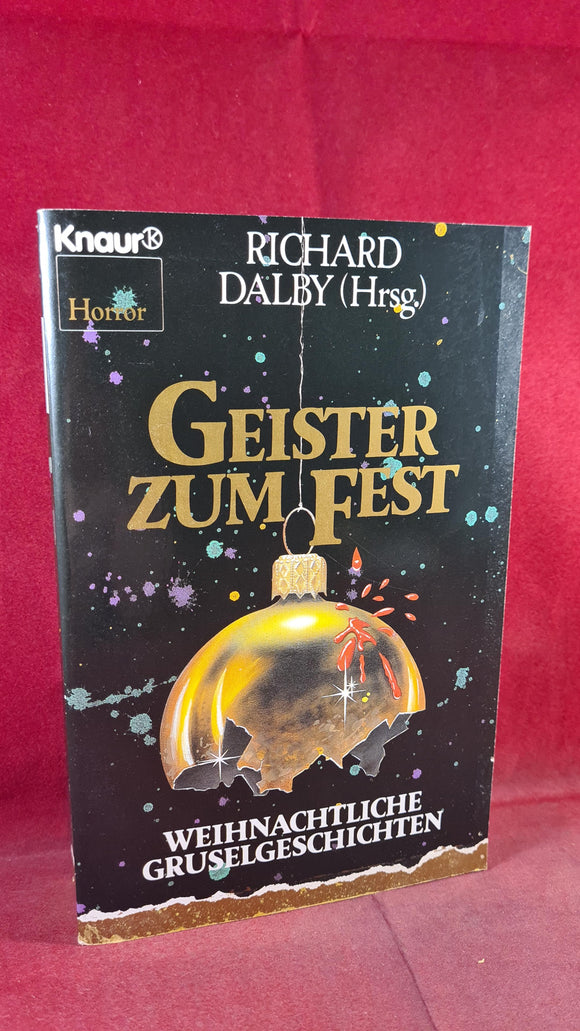 Knaur K
Horror
RICHARD
DALBY (Hrsg.)
GEISTER
ZUM FEST
WEIHNACHTLICHE
GRUSELGESCHICHTEN